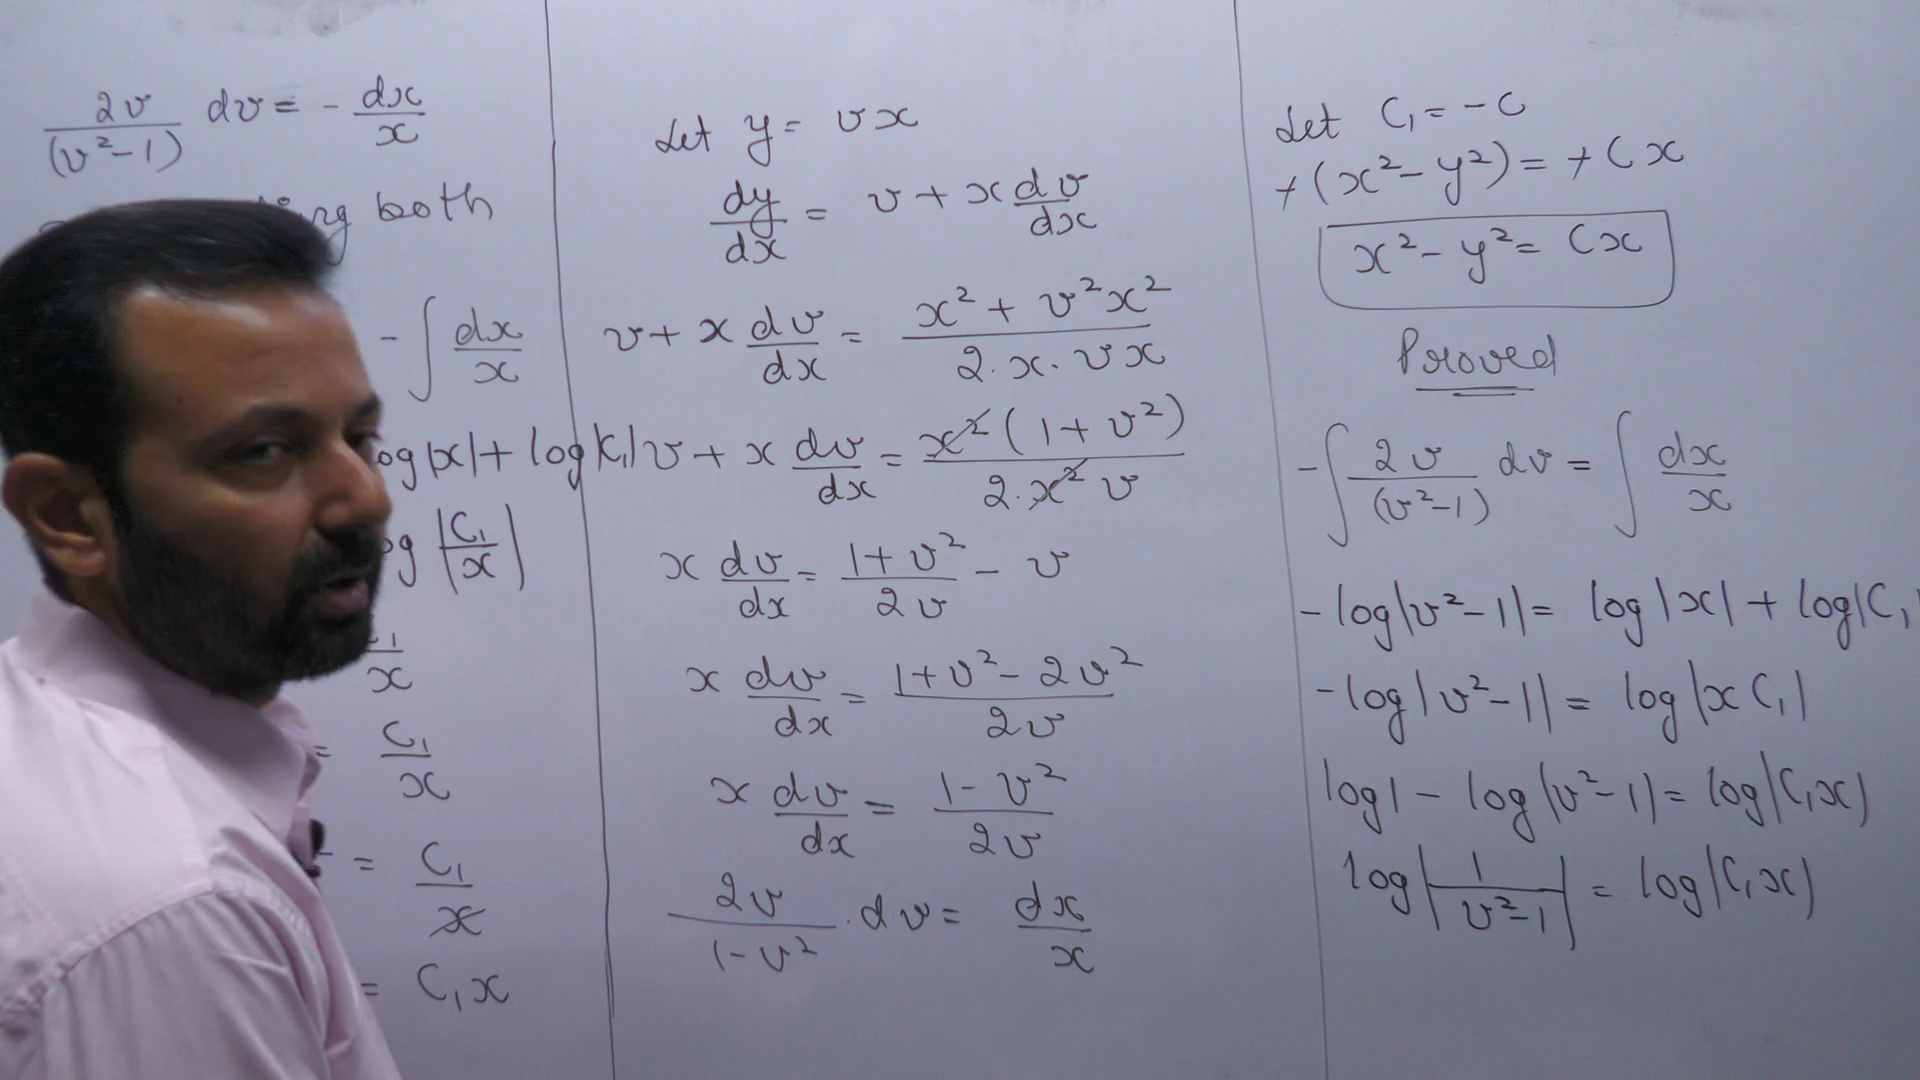 2v/(v²-1) dv = - dx/x
both
- ∫ dx/x
log|x| + log|C₁|
|C₁/x|
x
= C₁/x
= C₁/x
= C₁x
Let y = vx
dy/dx = v + x dv/dx
v + x dv/dx = (x² + v²x²)/(2.x.vx)
v + x dv/dx = x²(1+v²)/(2.x²v)
x dv/dx = (1+v²)/2v - v
x dv/dx = (1+v²-2v²)/2v
x dv/dx = (1-v²)/2v
2v/(1-v²) . dv = dx/x
Let C₁ = -C
+(x²-y²) = +Cx
x²-y² = Cx
Proved
-∫ 2v/(v²-1) dv = ∫ dx/x
-log|v²-1| = log|x| + log|C₁|
-log|v²-1| = log|xC₁|
log1 - log|v²-1| = log|C₁x|
log|1/(v²-1)| = log|C₁x|